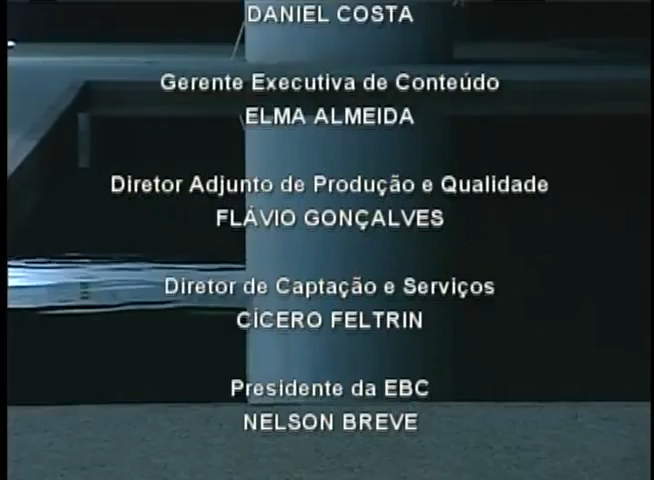 DANIEL COSTA
Gerente Executiva de Conteúdo
ELMA ALMEIDA
Diretor Adjunto de Produção e Qualidade
FLÁVIO GONÇALVES
Diretor de Captação e Serviços
CÍCERO FELTRIN
Presidente da EBC
NELSON BREVE